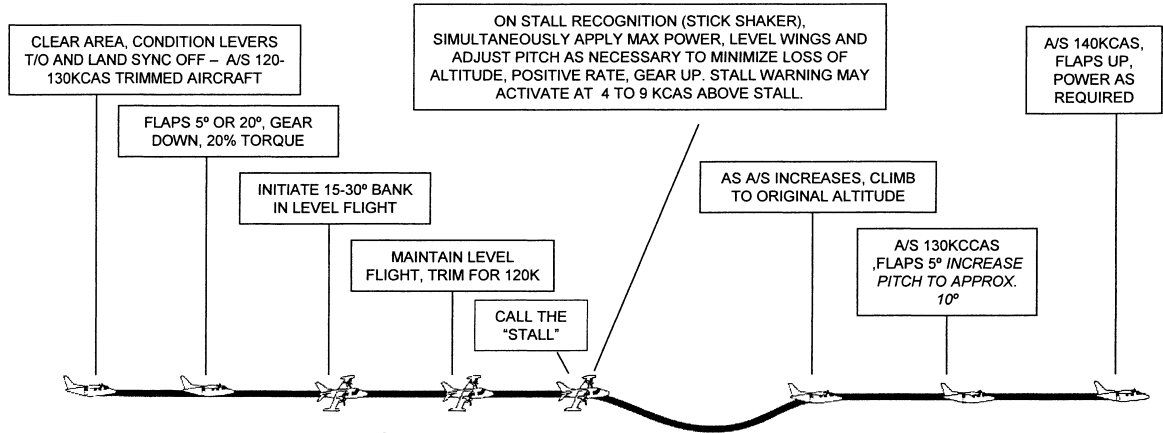 CLEAR AREA, CONDITION LEVERS
T/O AND LAND SYNC OFF – A/S 120-
130KCAS TRIMMED AIRCRAFT
FLAPS 5º OR 20º, GEAR
DOWN, 20% TORQUE
INITIATE 15-30º BANK
IN LEVEL FLIGHT
MAINTAIN LEVEL
FLIGHT, TRIM FOR 120K
CALL THE
“STALL”
ON STALL RECOGNITION (STICK SHAKER),
SIMULTANEOUSLY APPLY MAX POWER, LEVEL WINGS AND
ADJUST PITCH AS NECESSARY TO MINIMIZE LOSS OF
ALTITUDE, POSITIVE RATE, GEAR UP. STALL WARNING MAY
ACTIVATE AT 4 TO 9 KCAS ABOVE STALL.
AS A/S INCREASES, CLIMB
TO ORIGINAL ALTITUDE
A/S 130KCCAS
,FLAPS 5º INCREASE
PITCH TO APPROX.
10º
A/S 140KCAS,
FLAPS UP,
POWER AS
REQUIRED